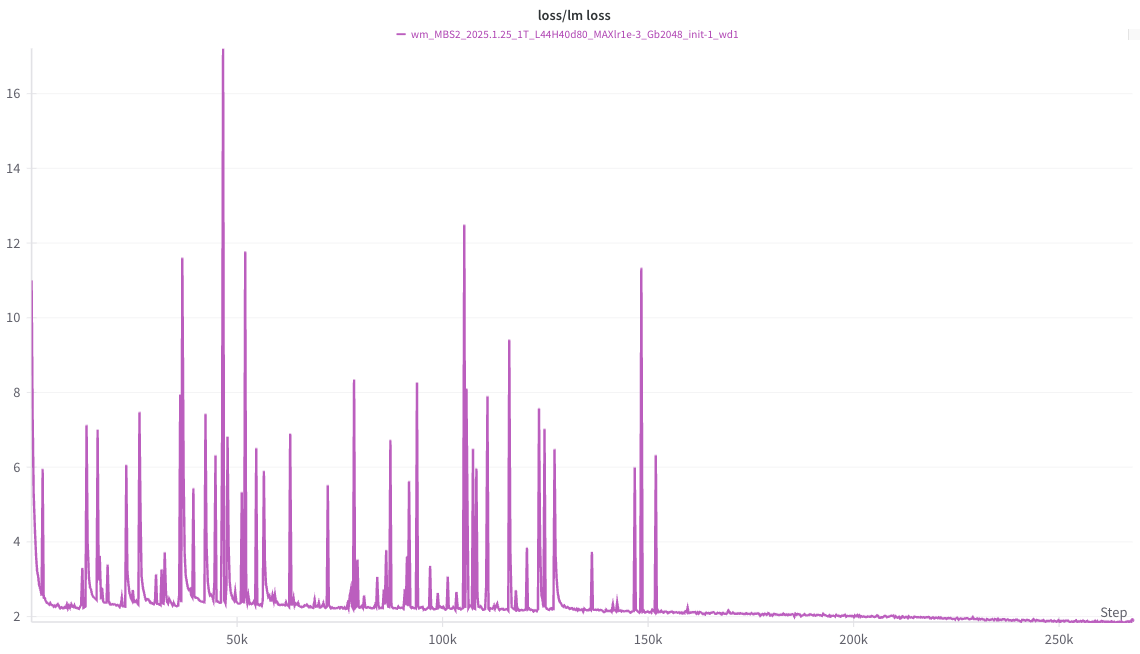 loss/lm loss
wm_MBS2_2025.1.25_1T_L44H40d80_MAXlr1e-3_Gb2048_init-1_wd1
16
14
12
10
8
6
4
2
Step
50k
100k
150k
200k
250k